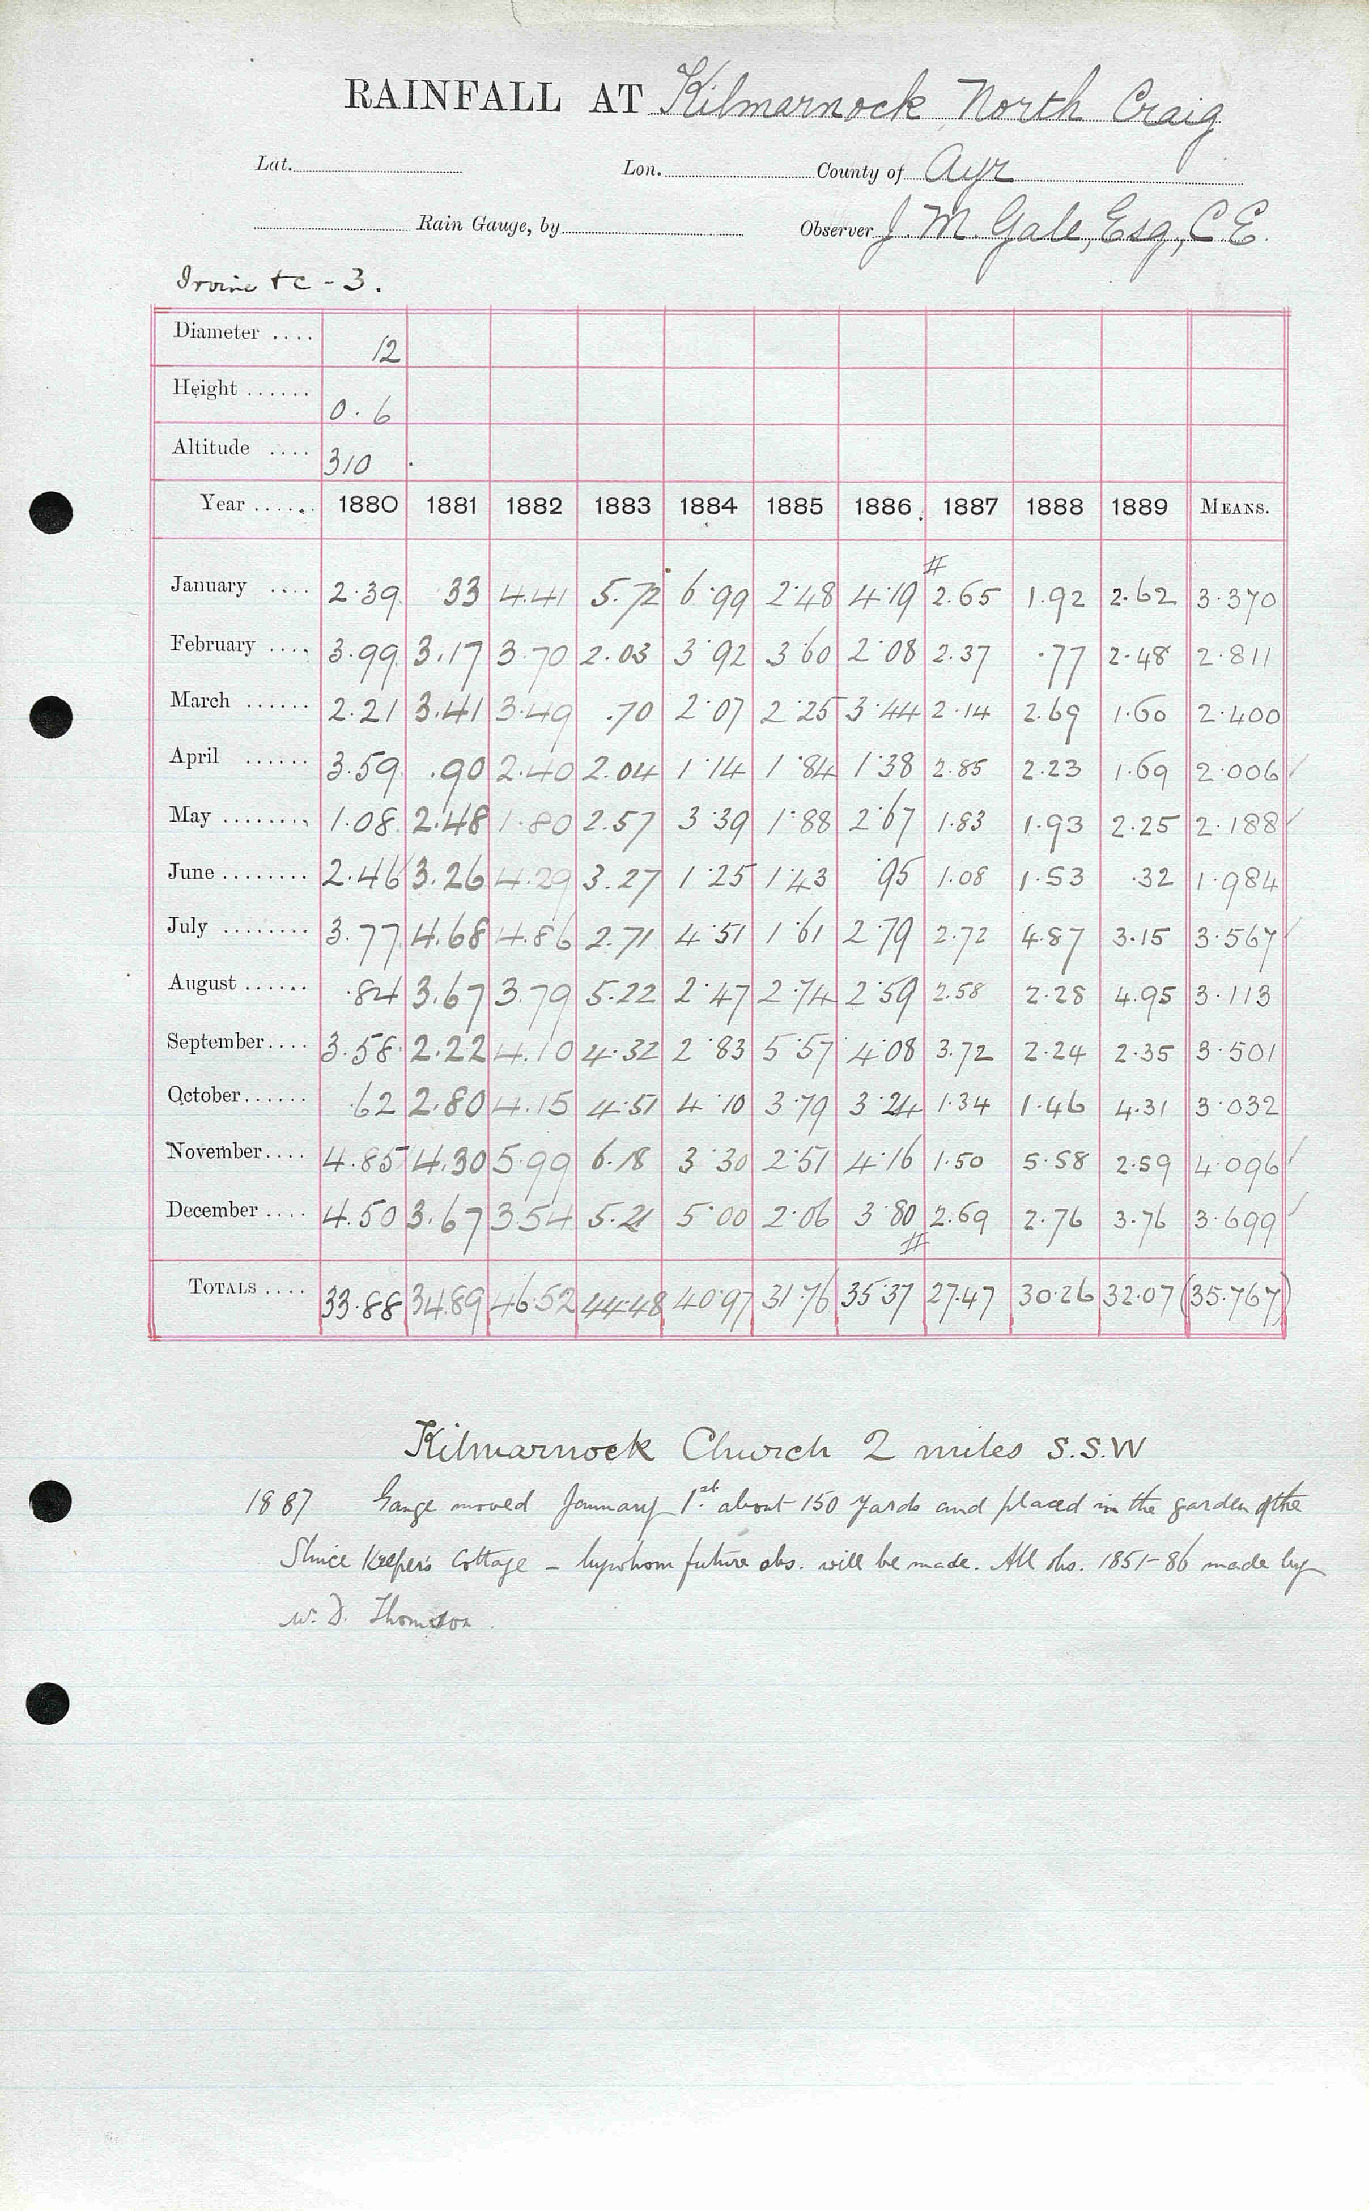 RAINFALL AT Kilmarnock North Craig
Lat. Lon. County of Ayr
Rain Gauge, by Observer J. M. Gale, Esq., C.E.
Irvine &c - 3.
Diameter .... 12
Height ...... 0.6
Altitude .... 310
Year ...... 1880 1881 1882 1883 1884 1885 1886 1887 1888 1889 MEANS.
#
January .... 2.39 33 4.41 5.72 6.99 2.48 4.19 2.65 1.92 2.62 3.370
February .... 3.99 3.17 3.70 2.03 3.92 3.60 2.08 2.37 .77 2.48 2.811
March ...... 2.21 3.41 3.49 .70 2.07 2.25 3.44 2.14 2.69 1.60 2.400
April ...... 3.59 .90 2.40 2.04 1.14 1.84 1.38 2.85 2.23 1.69 2.006 ✓
May ........ 1.08 2.48 1.80 2.57 3.39 1.88 2.67 1.83 1.93 2.25 2.188 ✓
June ........ 2.46 3.26 4.29 3.27 1.25 1.43 .95 1.08 1.53 .32 1.984
July ........ 3.77 4.68 4.86 2.71 4.51 1.61 2.79 2.72 4.87 3.15 3.567 ✓
August ...... .84 3.67 3.79 5.22 2.47 2.74 2.59 2.58 2.28 4.95 3.113
September.... 3.58 2.22 4.10 4.32 2.83 5.57 4.08 3.72 2.24 2.35 3.501
October...... .62 2.80 4.15 4.51 4.10 3.79 3.24 1.34 1.46 4.31 3.032
November.... 4.85 4.30 5.99 6.18 3.30 2.51 4.16 1.50 5.58 2.59 4.096 ✓
December .... 4.50 3.67 3.54 5.21 5.00 2.06 3.80 2.69 2.76 3.76 3.699 ✓
#
TOTALS .... 33.88 34.89 46.52 44.48 40.97 31.76 35.37 27.47 30.26 32.07 (35.767)
Kilmarnock Church 2 miles S.S.W
1887 Gauge moved January 1st. about 150 yards and placed in the garden of the
Sluice Keeper's Cottage – by whom future obs. will be made. All obs. 1851-86 made by
W. D. Thomson.